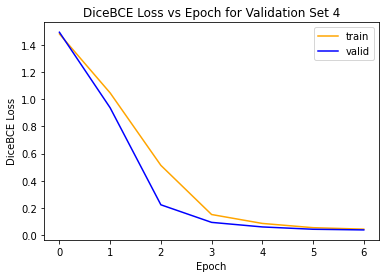 DiceBCE Loss vs Epoch for Validation Set 4
train
valid
DiceBCE Loss
1.4
1.2
1.0
0.8
0.6
0.4
0.2
0.0
0 1 2 3 4 5 6
Epoch